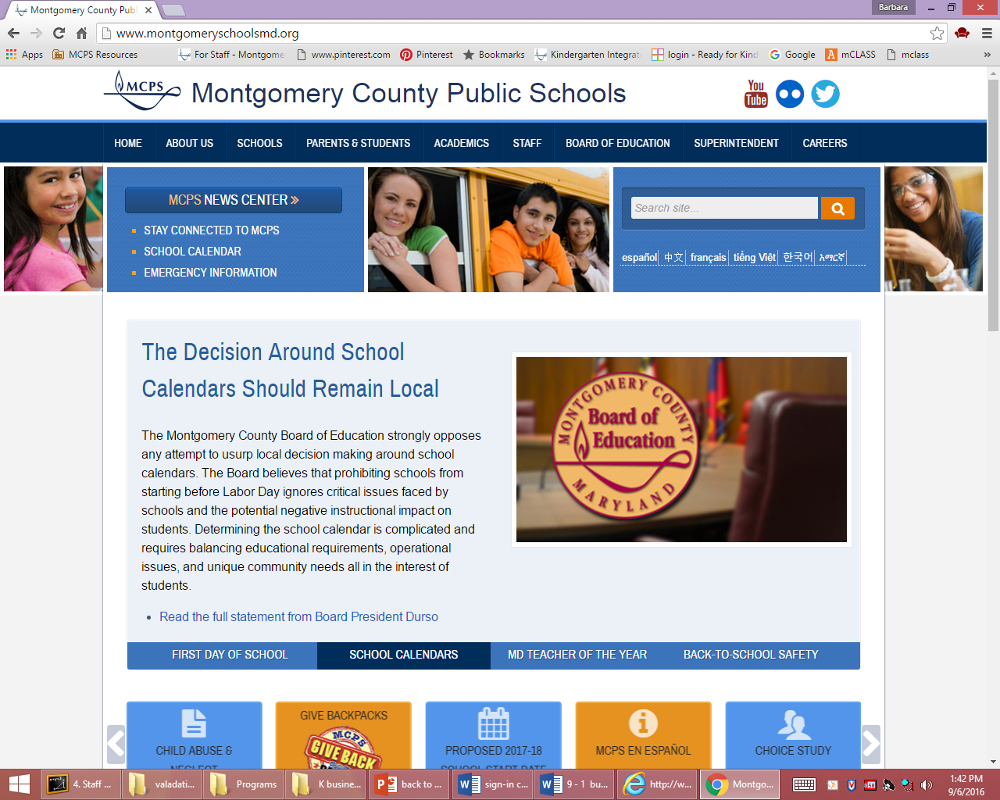 Montgomery County Publ
Barbara
www.montgomeryschoolsmd.org
Apps MCPS Resources For Staff - Montgome www.pinterest.com Pinterest Bookmarks Kindergarten Integrat login - Ready for Kind Google mCLASS mclass »
MCPS Montgomery County Public Schools You Tube
HOME ABOUT US SCHOOLS PARENTS & STUDENTS ACADEMICS STAFF BOARD OF EDUCATION SUPERINTENDENT CAREERS
MCPS NEWS CENTER »
STAY CONNECTED TO MCPS
SCHOOL CALENDAR
EMERGENCY INFORMATION
Search site...
español 中文 français tiếng Việt 한국어 አማርኛ
The Decision Around School
Calendars Should Remain Local
The Montgomery County Board of Education strongly opposes
any attempt to usurp local decision making around school
calendars. The Board believes that prohibiting schools from
starting before Labor Day ignores critical issues faced by
schools and the potential negative instructional impact on
students. Determining the school calendar is complicated and
requires balancing educational requirements, operational
issues, and unique community needs all in the interest of
students.
• Read the full statement from Board President Durso
MONTGOMERY COUNTY
Board of
Education
MARYLAND
FIRST DAY OF SCHOOL SCHOOL CALENDARS MD TEACHER OF THE YEAR BACK-TO-SCHOOL SAFETY
CHILD ABUSE &
NEGLECT
GIVE BACKPACKS
MCPS
GIVE BACK
PROPOSED 2017-18
SCHOOL START DATE
MCPS EN ESPAÑOL
CHOICE STUDY
4. Staff ... valadati... Programs K busine... back to ... sign-in c... 9 - 1 bu... http://w... Montgo...
1:42 PM
9/6/2016